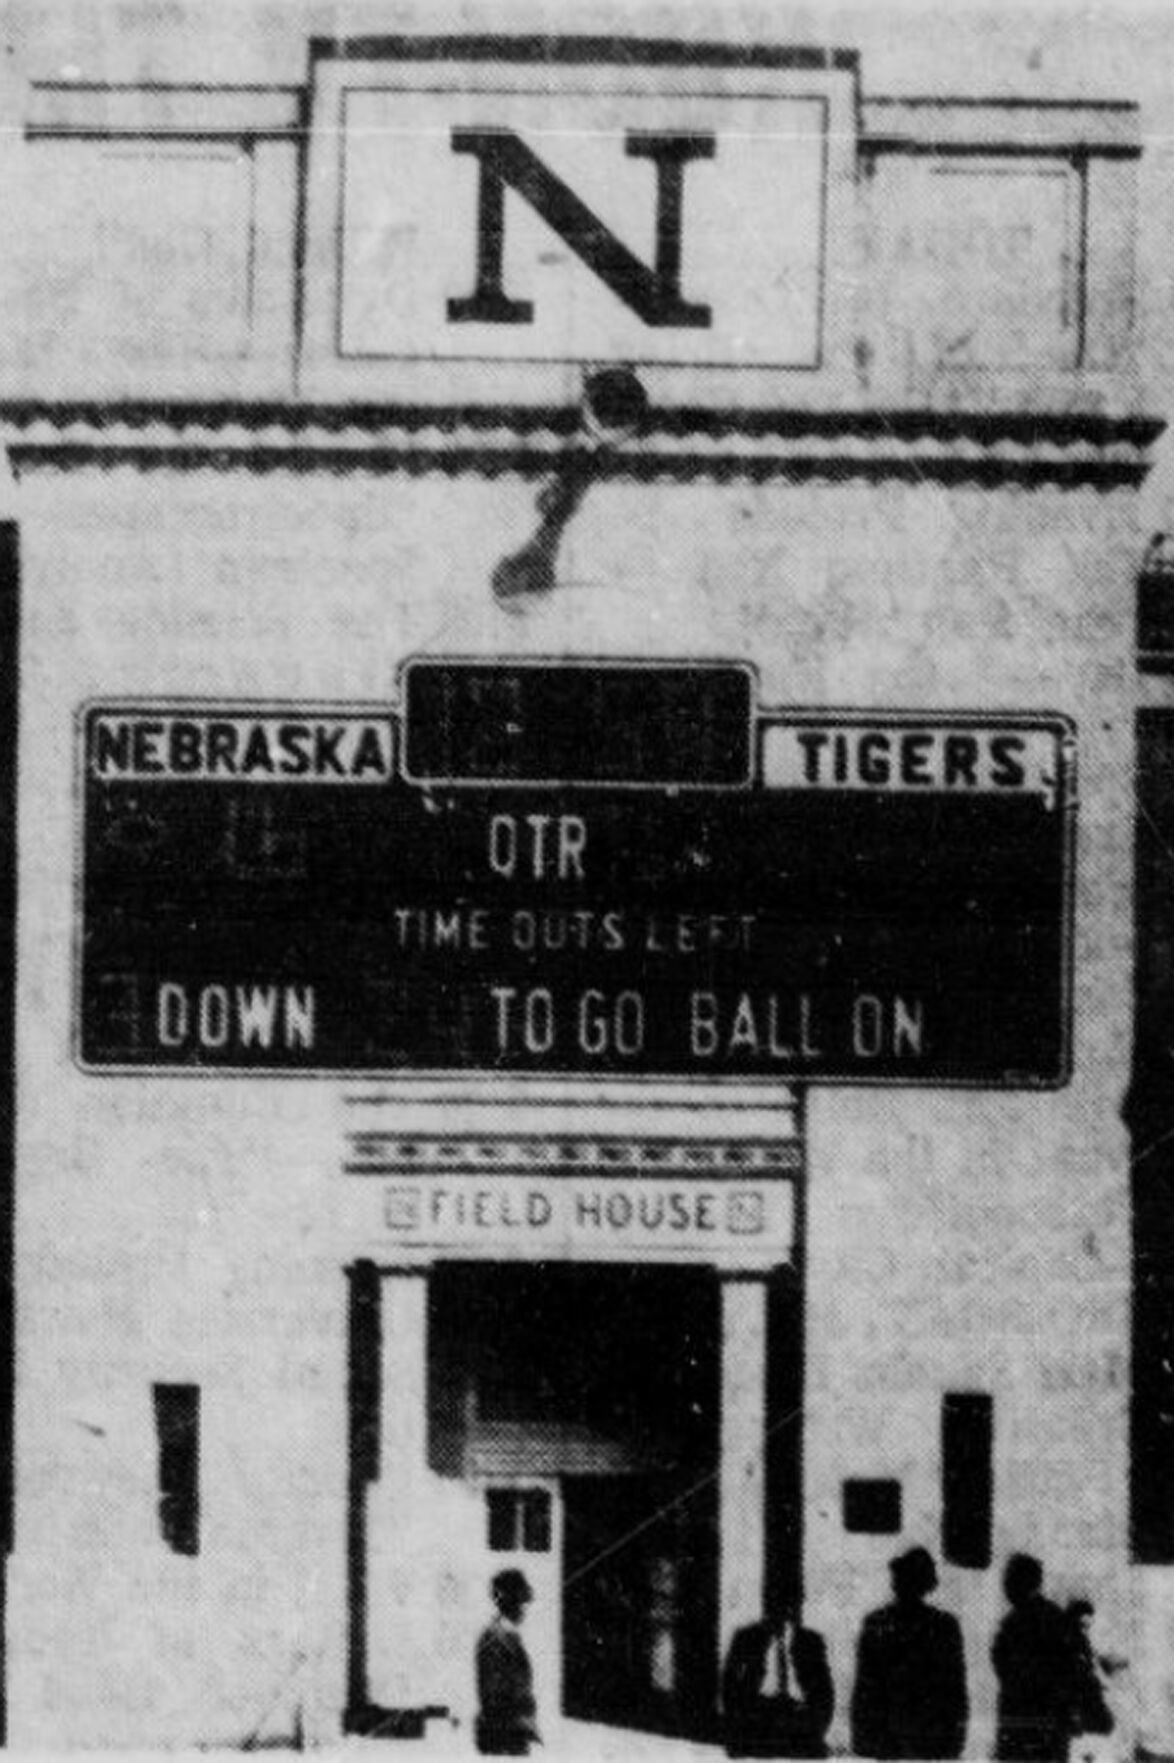 N
NEBRASKA TIGERS
QTR
TIME OUTS LEFT
DOWN TO GO BALL ON
N FIELD HOUSE N